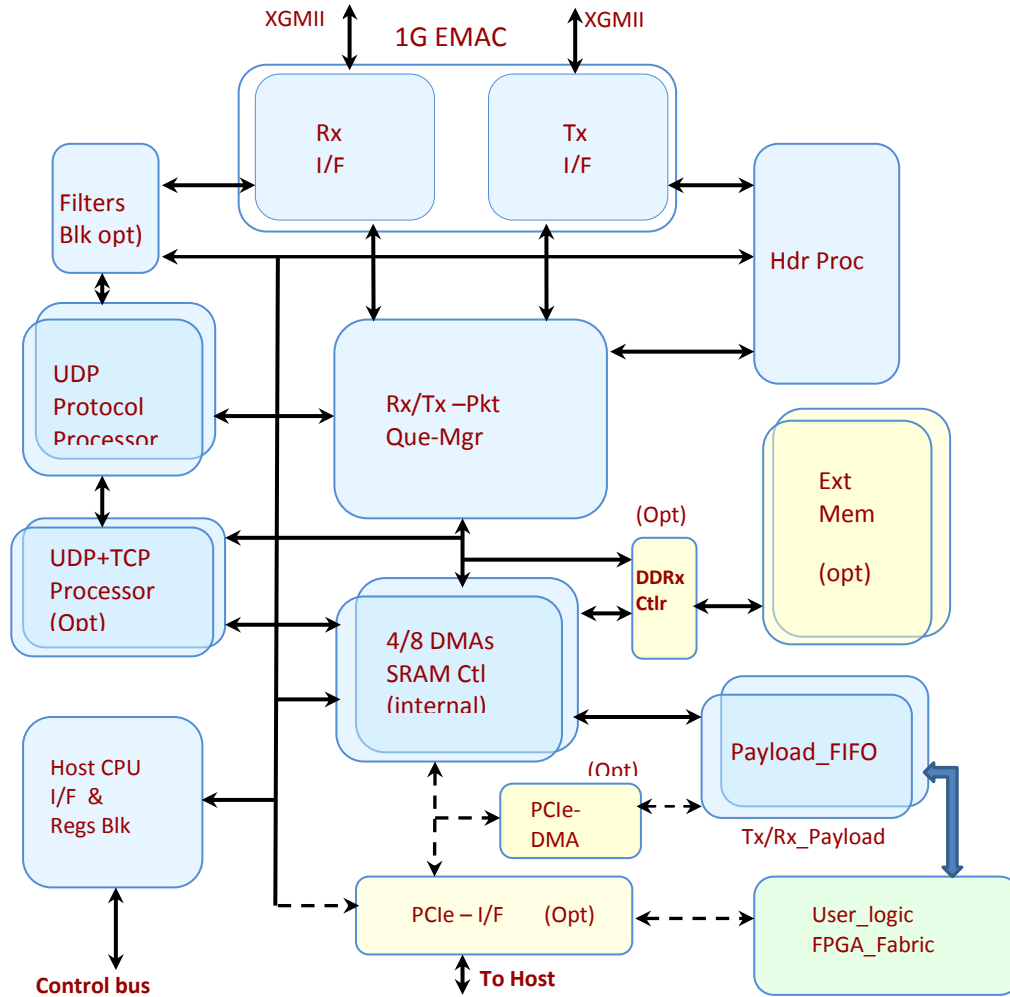 XGMII
XGMII
1G EMAC
Rx
I/F
Tx
I/F
Filters
Blk opt)
Hdr Proc
UDP
Protocol
Processor
Rx/Tx –Pkt
Que-Mgr
Ext
Mem
(opt)
(Opt)
DDRx
Ctlr
UDP+TCP
Processor
(Opt)
4/8 DMAs
SRAM Ctl
(internal)
Payload_FIFO
Tx/Rx_Payload
Host CPU
I/F &
Regs Blk
(Opt)
PCIe-
DMA
PCIe – I/F (Opt)
User_logic
FPGA_Fabric
Control bus
To Host